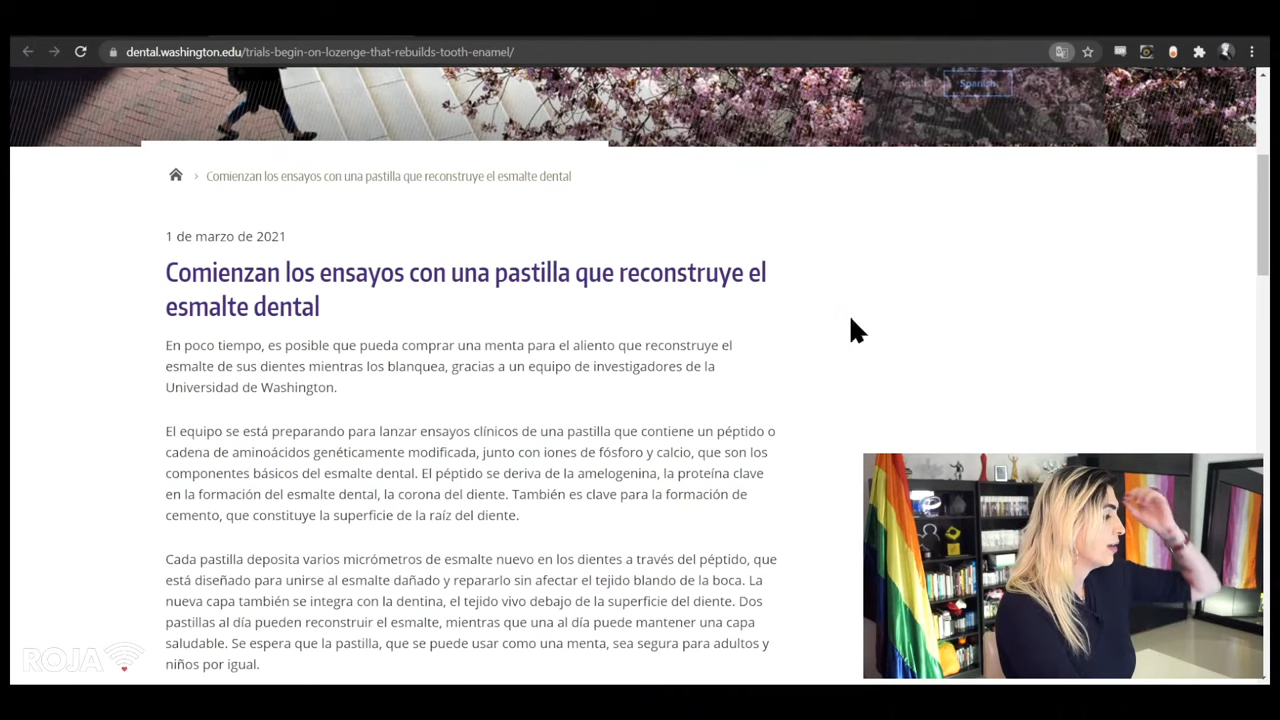 dental.washington.edu/trials-begin-on-lozenge-that-rebuilds-tooth-enamel/
Spanish
Comienzan los ensayos con una pastilla que reconstruye el esmalte dental
1 de marzo de 2021
Comienzan los ensayos con una pastilla que reconstruye el
esmalte dental
En poco tiempo, es posible que pueda comprar una menta para el aliento que reconstruye el
esmalte de sus dientes mientras los blanquea, gracias a un equipo de investigadores de la
Universidad de Washington.
El equipo se está preparando para lanzar ensayos clínicos de una pastilla que contiene un péptido o
cadena de aminoácidos genéticamente modificada, junto con iones de fósforo y calcio, que son los
componentes básicos del esmalte dental. El péptido se deriva de la amelogenina, la proteína clave
en la formación del esmalte dental, la corona del diente. También es clave para la formación de
cemento, que constituye la superficie de la raíz del diente.
Cada pastilla deposita varios micrómetros de esmalte nuevo en los dientes a través del péptido, que
está diseñado para unirse al esmalte dañado y repararlo sin afectar el tejido blando de la boca. La
nueva capa también se integra con la dentina, el tejido vivo debajo de la superficie del diente. Dos
pastillas al día pueden reconstruir el esmalte, mientras que una al día puede mantener una capa
saludable. Se espera que la pastilla, que se puede usar como una menta, sea segura para adultos y
niños por igual.
ROJA